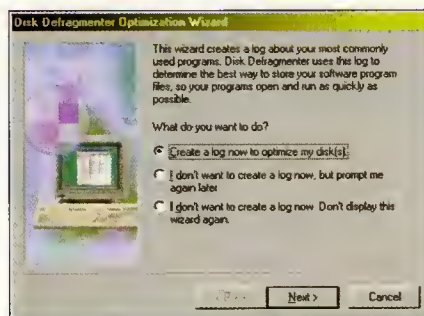 Disk Defragmenter Optimization Wizard
This wizard creates a log about your most commonly
used programs. Disk Defragmenter uses this log to
determine the best way to store your software program
files, so your programs open and run as quickly as
possible.
What do you want to do?
Create a log now to optimize my disk(s).
I don't want to create a log now, but prompt me
again later
I don't want to create a log now. Don't display this
wizard again.
Next >
Cancel